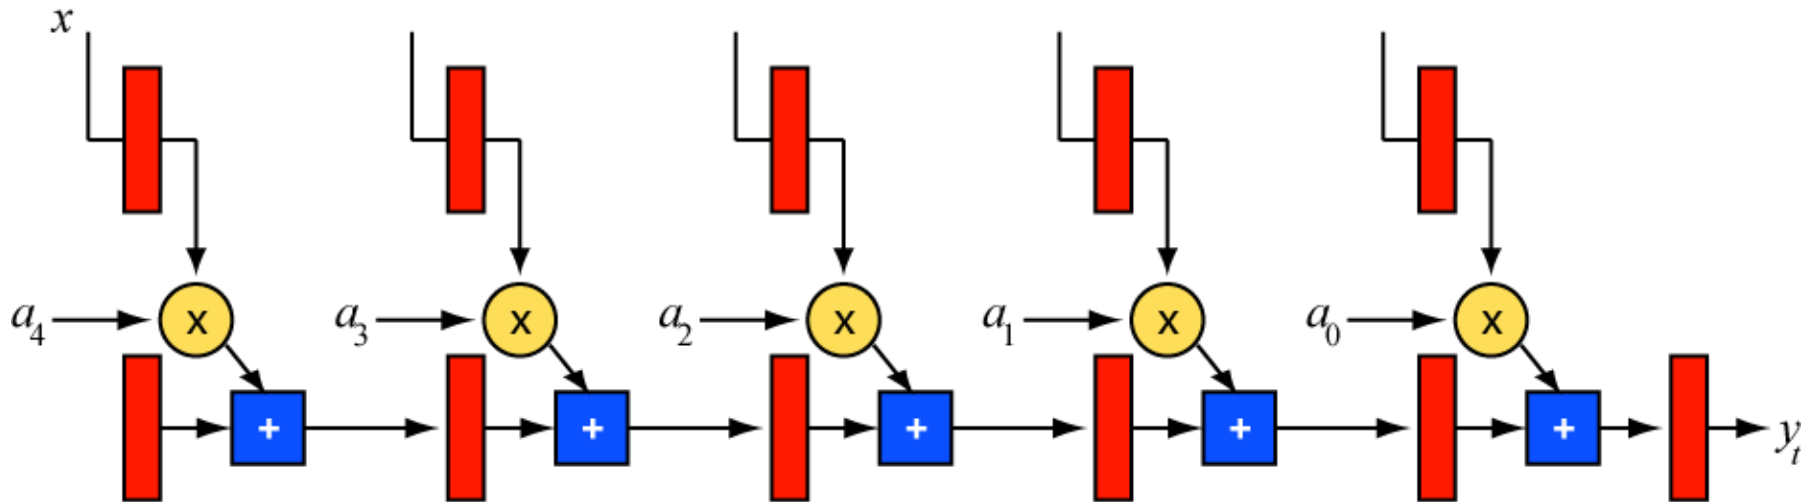 x
a4 x a3 x a2 x a1 x a0 x
+ + + + + yt